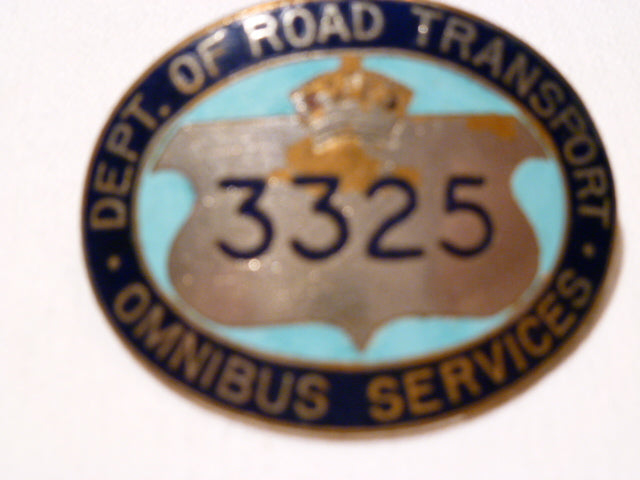 DEPT. OF ROAD TRANSPORT
3325
· OMNIBUS SERVICES ·